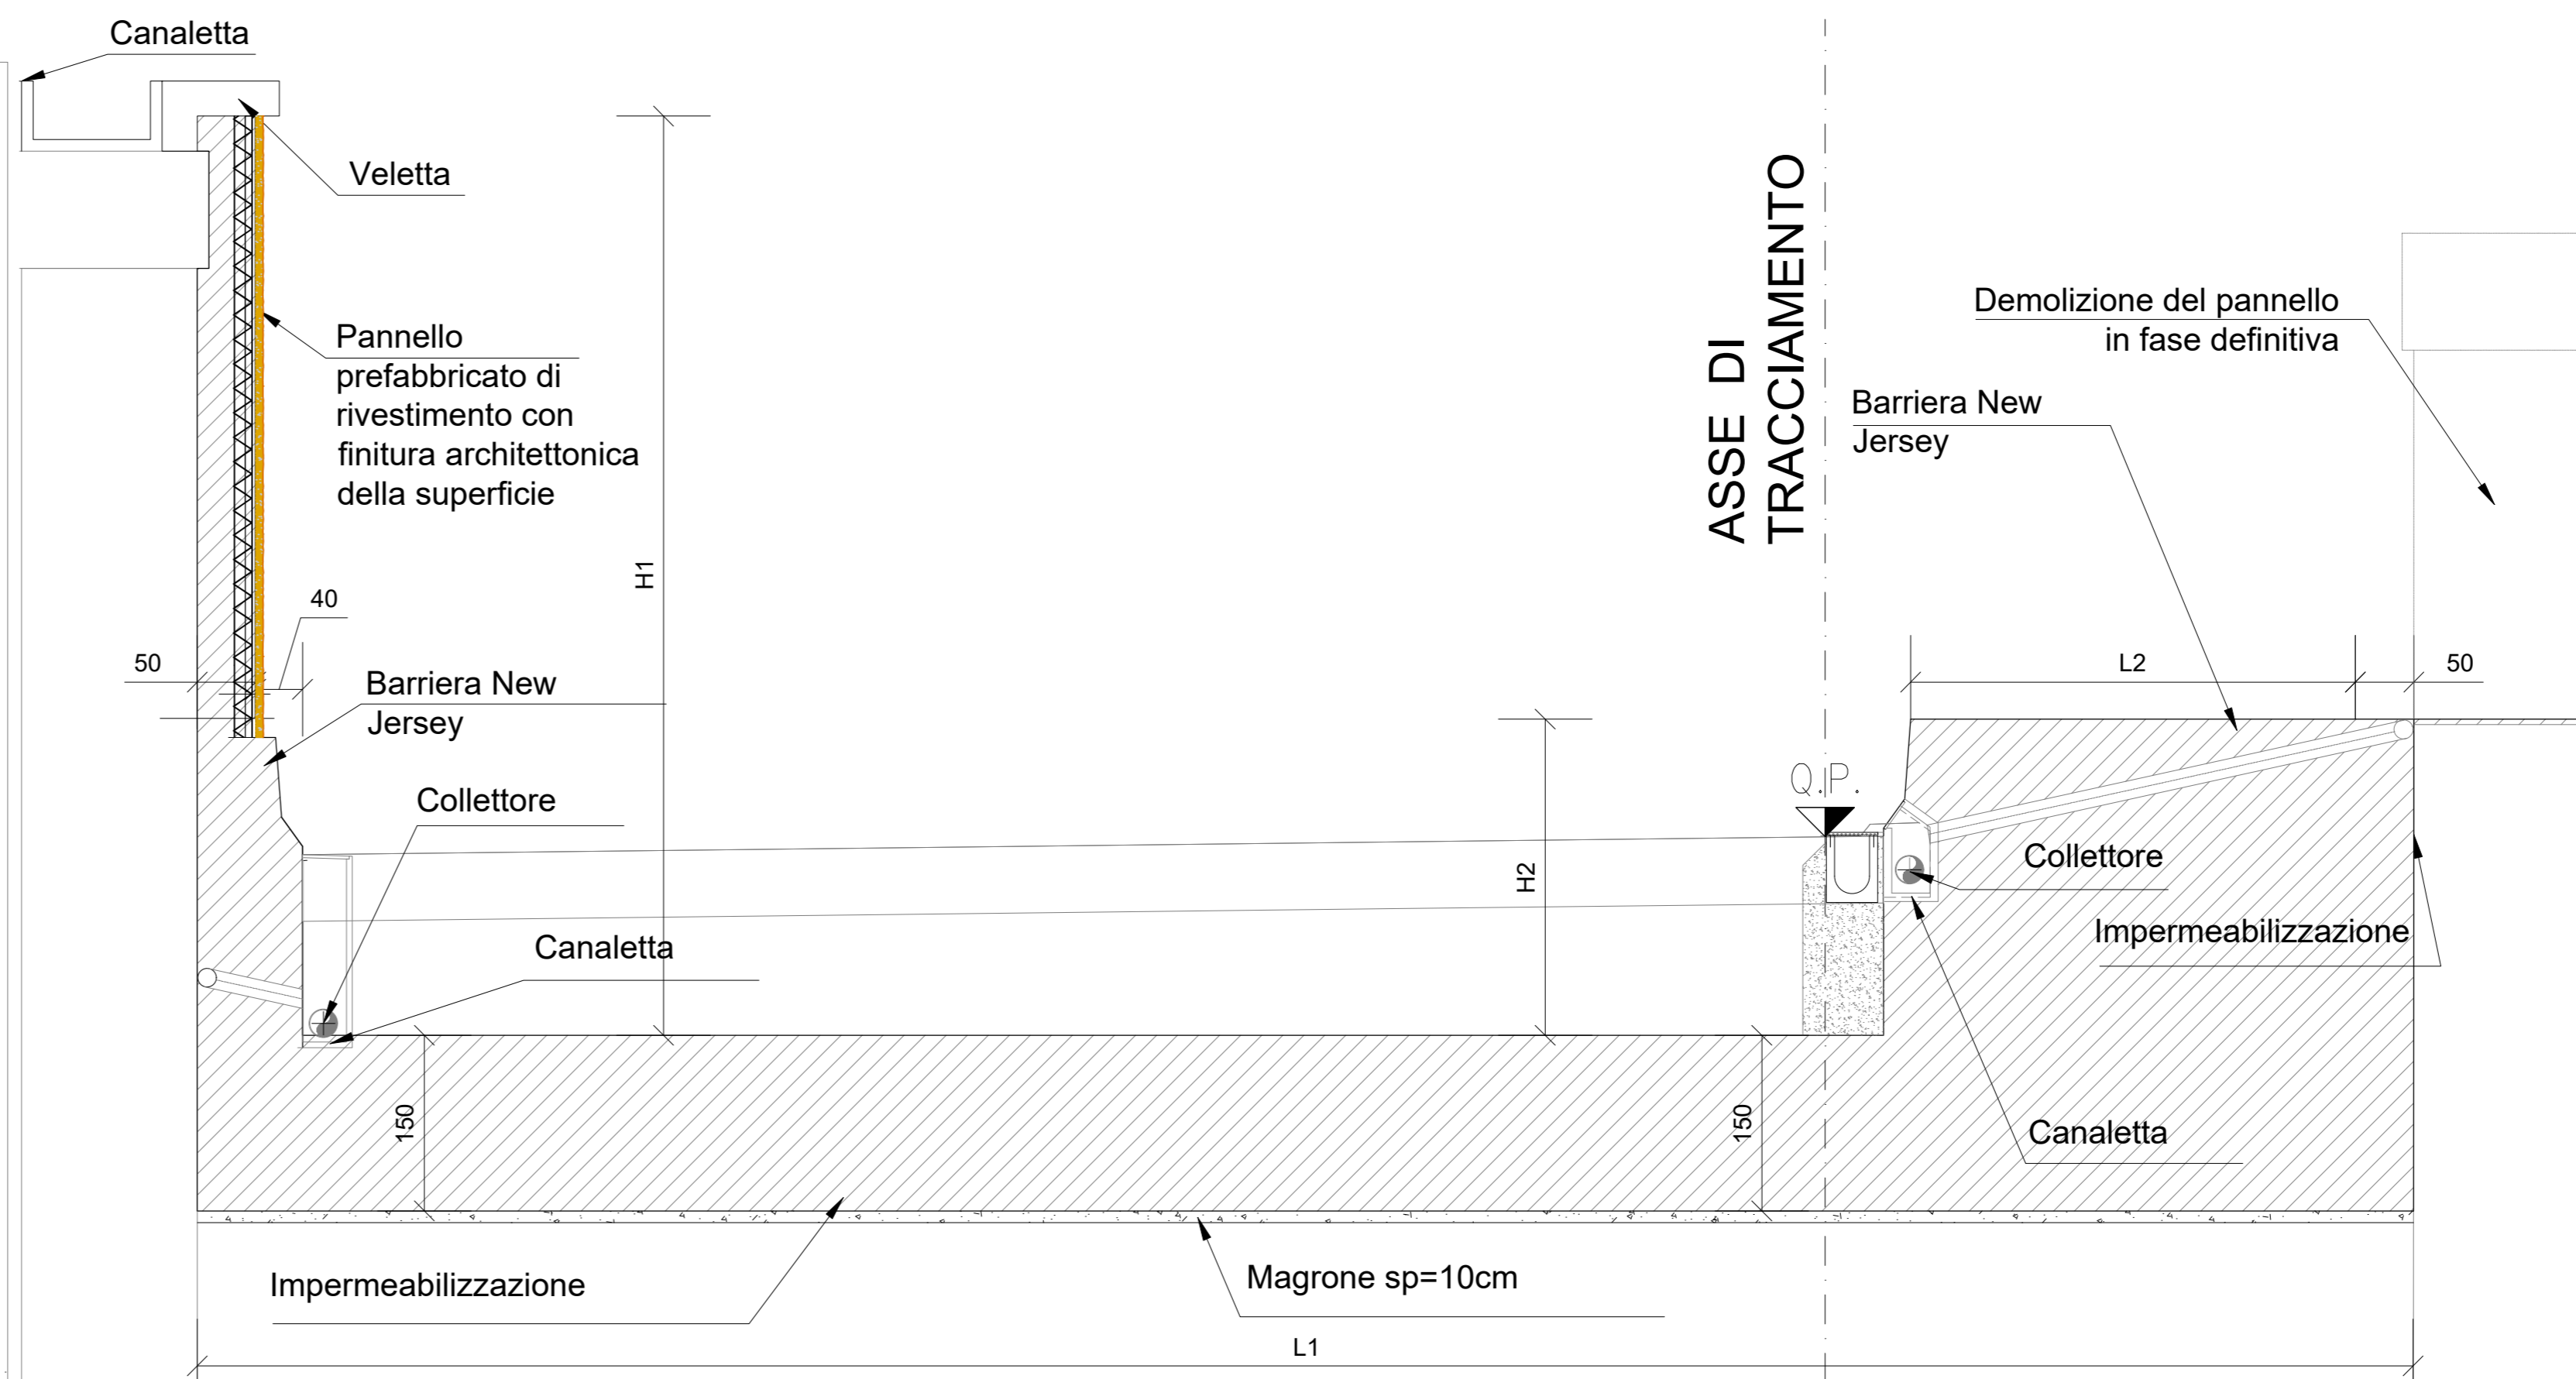 Canaletta
Veletta
ASSE DI
TRACCIAMENTO
Demolizione del pannello
in fase definitiva
Pannello
prefabbricato di
rivestimento con
finitura architettonica
della superficie
Barriera New
Jersey
H1
40
50
Barriera New
Jersey
L2
50
Q.P.
Collettore
H2
Collettore
Canaletta
Impermeabilizzazione
150
150
Canaletta
Impermeabilizzazione
Magrone sp=10cm
L1